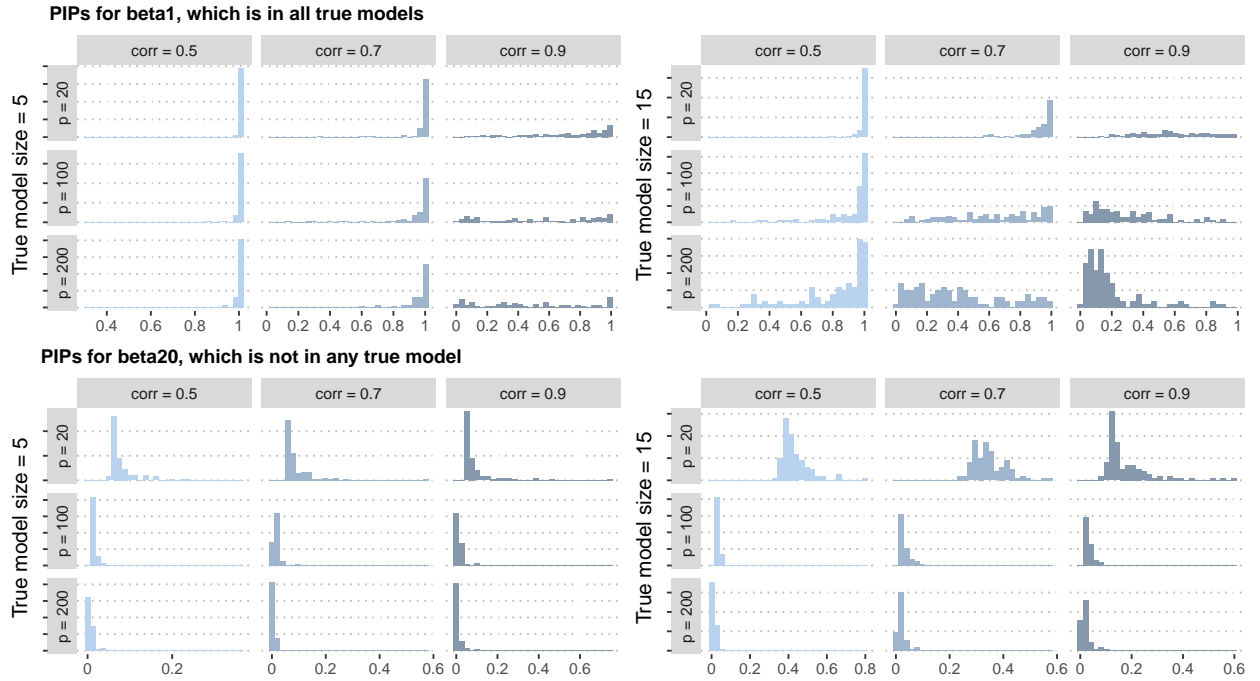 PIPs for beta1, which is in all true models
corr = 0.5
corr = 0.7
corr = 0.9
True model size = 5
p = 20
p = 100
p = 200
0.4 0.6 0.8 1
0 0.2 0.4 0.6 0.8 1
0 0.2 0.4 0.6 0.8 1
corr = 0.5
corr = 0.7
corr = 0.9
True model size = 15
p = 20
p = 100
p = 200
0 0.2 0.4 0.6 0.8 1
0 0.2 0.4 0.6 0.8 1
0 0.2 0.4 0.6 0.8 1
PIPs for beta20, which is not in any true model
corr = 0.5
corr = 0.7
corr = 0.9
True model size = 5
p = 20
p = 100
p = 200
0 0.2
0 0.2 0.4 0.6
0 0.2 0.4 0.6
corr = 0.5
corr = 0.7
corr = 0.9
True model size = 15
p = 20
p = 100
p = 200
0 0.2 0.4 0.6 0.8
0 0.2 0.4 0.6
0 0.2 0.4 0.6